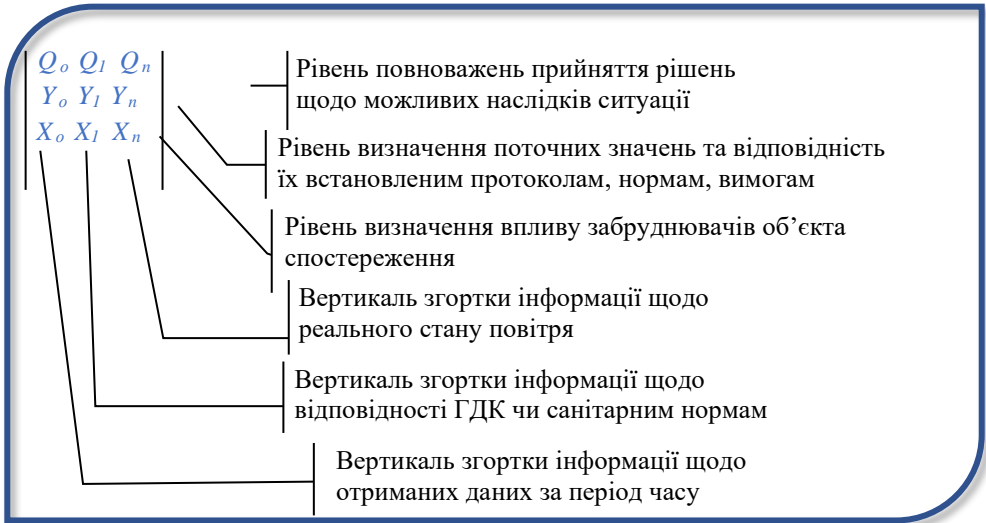 Qo Q1 Qn
Yo Y1 Yn
Xo X1 Xn
Рівень повноважень прийняття рішень
щодо можливих наслідків ситуації
Рівень визначення поточних значень та відповідність
їх встановленим протоколам, нормам, вимогам
Рівень визначення впливу забруднювачів об’єкта
спостереження
Вертикаль згортки інформації щодо
реального стану повітря
Вертикаль згортки інформації щодо
відповідності ГДК чи санітарним нормам
Вертикаль згортки інформації щодо
отриманих даних за період часу